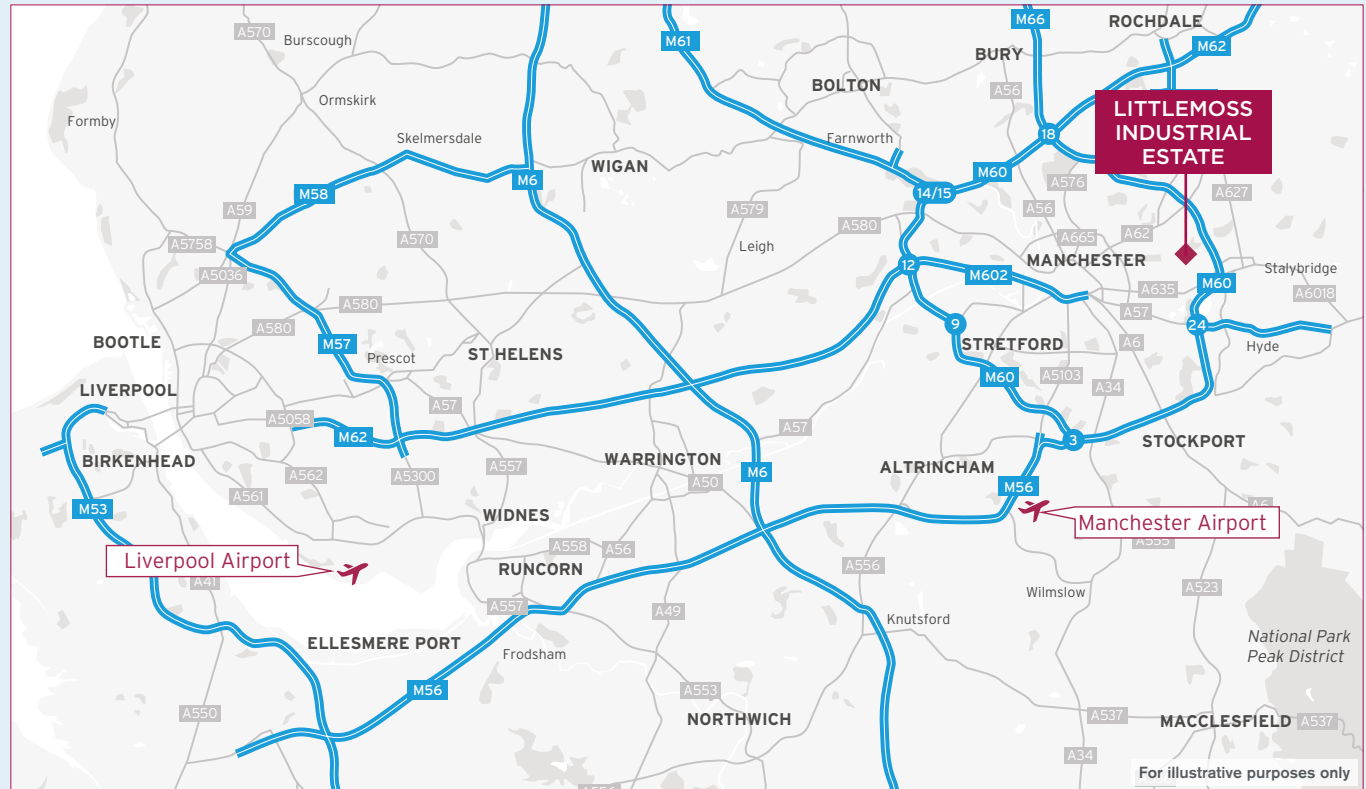 M66
ROCHDALE
A570
Burscough
M61
M62
BURY
BOLTON
A56
Ormskirk
Formby
LITTLEMOSS
INDUSTRIAL
ESTATE
Skelmersdale
Farnworth
18
WIGAN
M6
M60
A576
M58
14/15
A627
A59
A579
A56
A580
A62
A570
A665
A5758
Leigh
MANCHESTER
12
Stalybridge
A5036
M602
M60
A635
A6018
A580
A57
A580
9
24
BOOTLE
M57
Prescot
ST HELENS
STRETFORD
A6
Hyde
M60
A5103
A34
LIVERPOOL
A57
A5058
M62
A57
3
STOCKPORT
BIRKENHEAD
WARRINGTON
ALTRINCHAM
A562
A5300
A557
M6
A50
M56
A561
A6
M53
WIDNES
Manchester Airport
A558
A56
A555
Liverpool Airport
RUNCORN
A556
A41
A523
A557
A49
Wilmslow
Knutsford
ELLESMERE PORT
Frodsham
National Park
Peak District
M56
A553
A550
NORTHWICH
A537
MACCLESFIELD
A537
A34
For illustrative purposes only